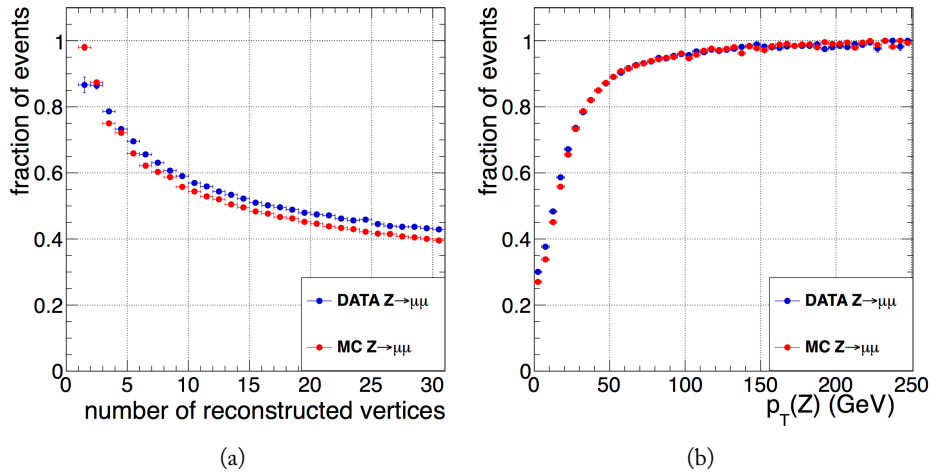 fraction of events
1
0.8
0.6
0.4
0.2
0
0 5 10 15 20 25 30
number of reconstructed vertices
DATA Z→μμ
MC Z→μμ
(a)
fraction of events
1
0.8
0.6
0.4
0.2
0
0 50 100 150 200 250
p_T(Z) (GeV)
DATA Z→μμ
MC Z→μμ
(b)